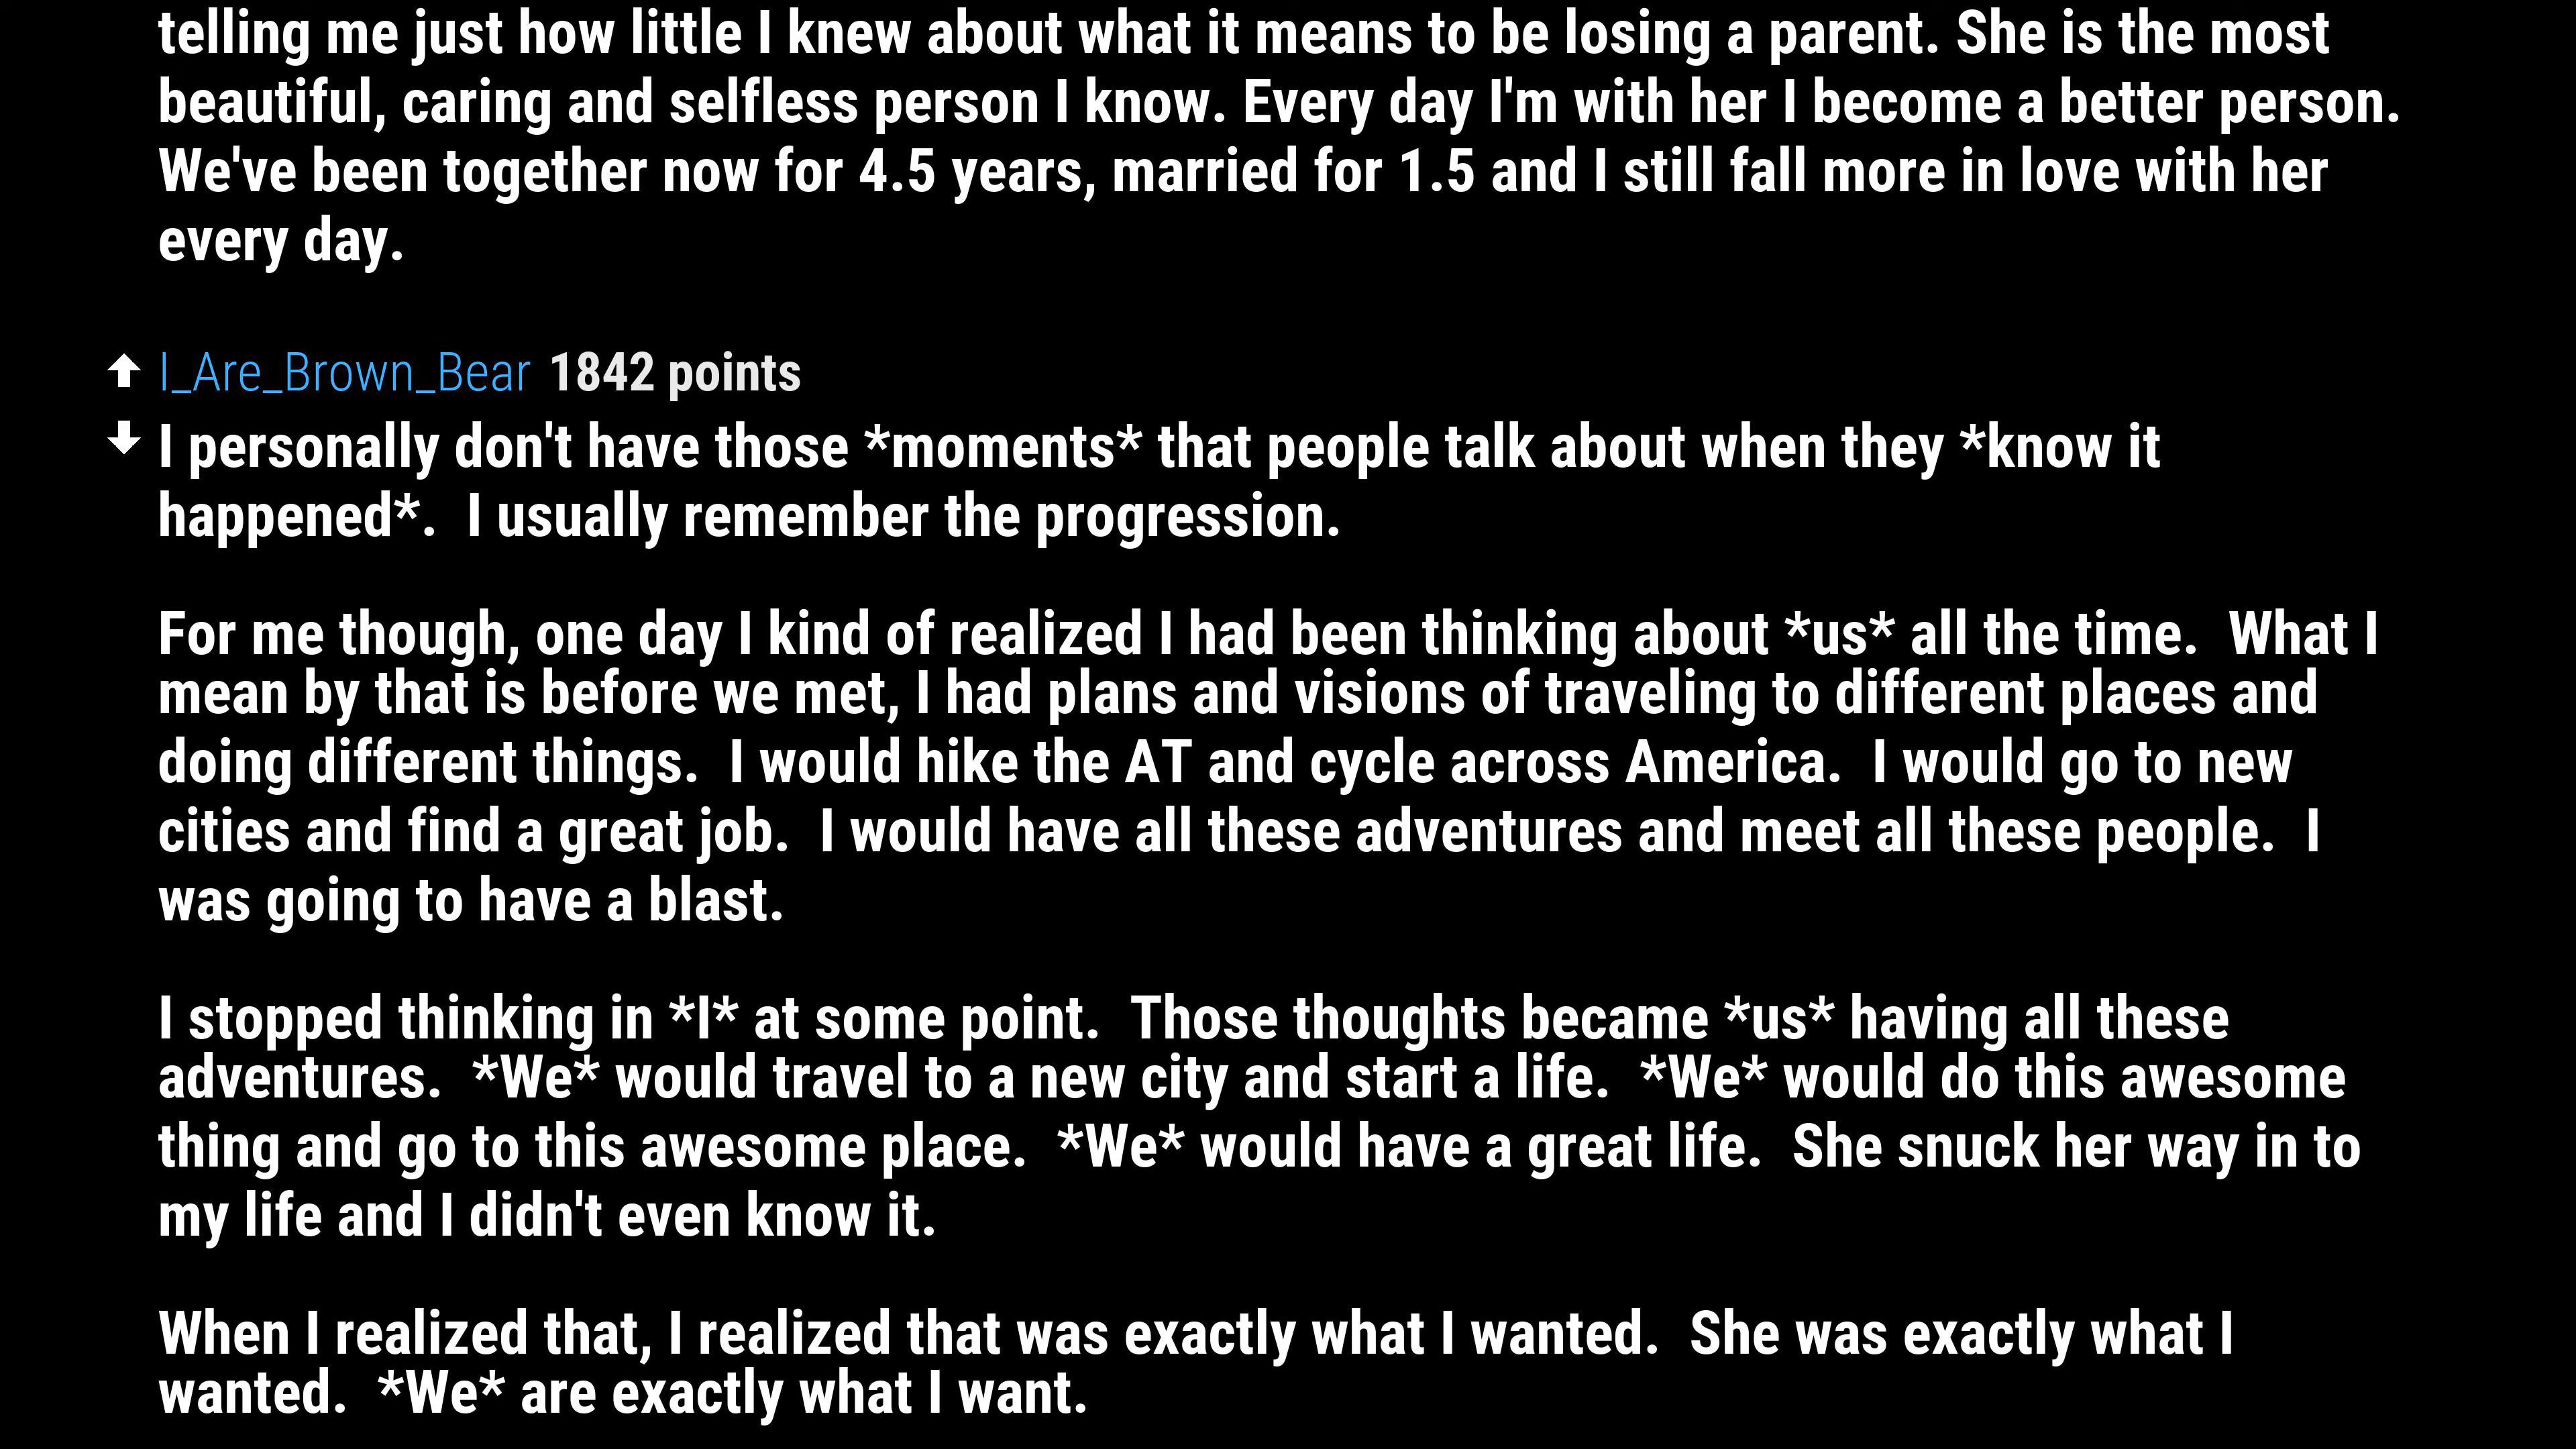 telling me just how little I knew about what it means to be losing a parent. She is the most
beautiful, caring and selfless person I know. Every day I'm with her I become a better person.
We've been together now for 4.5 years, married for 1.5 and I still fall more in love with her
every day.
I_Are_Brown_Bear 1842 points
I personally don't have those *moments* that people talk about when they *know it
happened*.  I usually remember the progression.
For me though, one day I kind of realized I had been thinking about *us* all the time.  What I
mean by that is before we met, I had plans and visions of traveling to different places and
doing different things.  I would hike the AT and cycle across America.  I would go to new
cities and find a great job.  I would have all these adventures and meet all these people.  I
was going to have a blast.
I stopped thinking in *I* at some point.  Those thoughts became *us* having all these
adventures.  *We* would travel to a new city and start a life.  *We* would do this awesome
thing and go to this awesome place.  *We* would have a great life.  She snuck her way in to
my life and I didn't even know it.
When I realized that, I realized that was exactly what I wanted.  She was exactly what I
wanted.  *We* are exactly what I want.